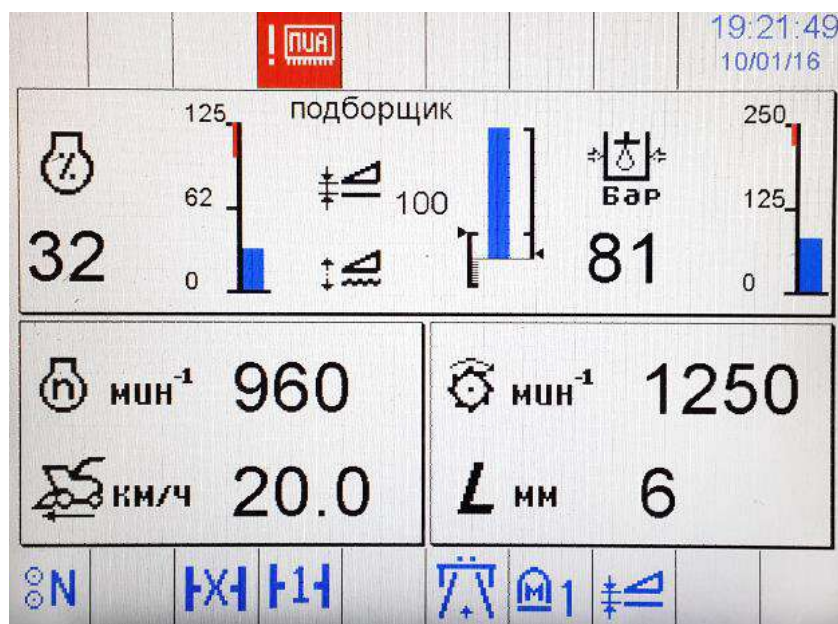 ! ПИА
19:21:49
10/01/16
подборщик
125
62
0
%
32
100
Бар
81
250
125
0
n мин⁻¹ 960
км/ч 20.0
мин⁻¹ 1250
L мм 6
N
X
1
M 1